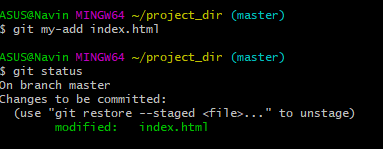 ASUS@Navin MINGW64 ~/project_dir (master)
$ git my-add index.html
ASUS@Navin MINGW64 ~/project_dir (master)
$ git status
On branch master
Changes to be committed:
(use "git restore --staged <file>..." to unstage)
modified: index.html